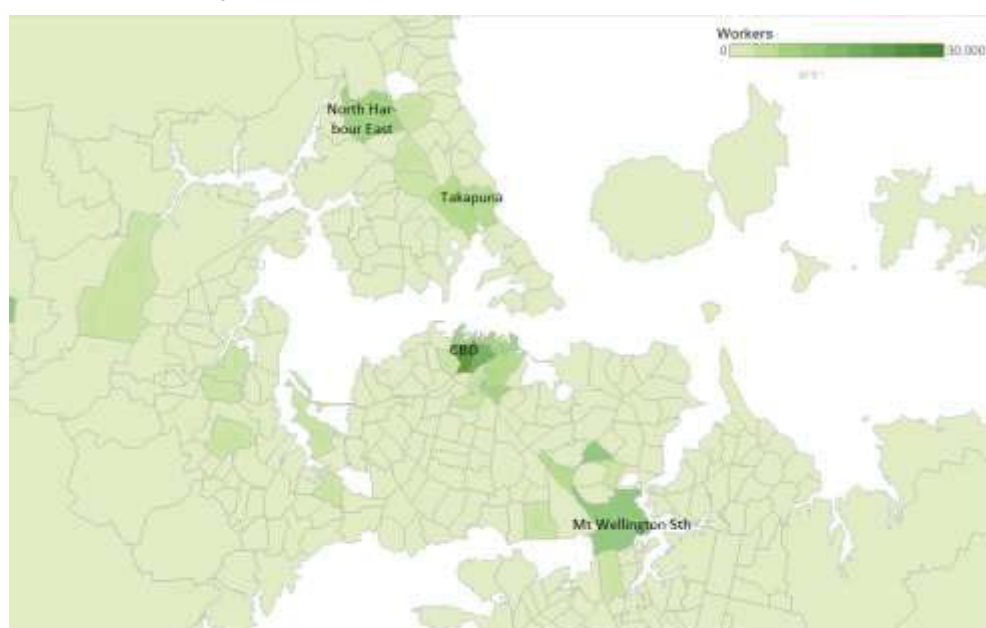 Workers
0 30,000
North Har-
bour East
Takapuna
CBD
Mt Wellington Sth